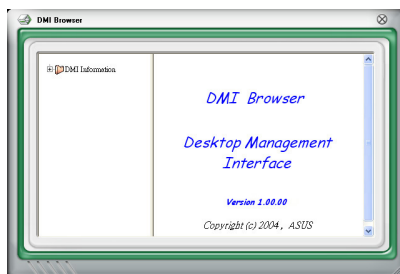 DMI Browser
DMI Information
DMI Browser
Desktop Management
Interface
Version 1.00.00
Copyright (c) 2004, ASUS